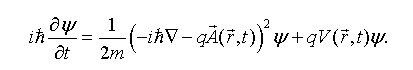 iℏ ∂ψ/∂t = 1/2m (−iℏ∇ − qA⃗(r⃗,t))² ψ + qV(r⃗,t)ψ.